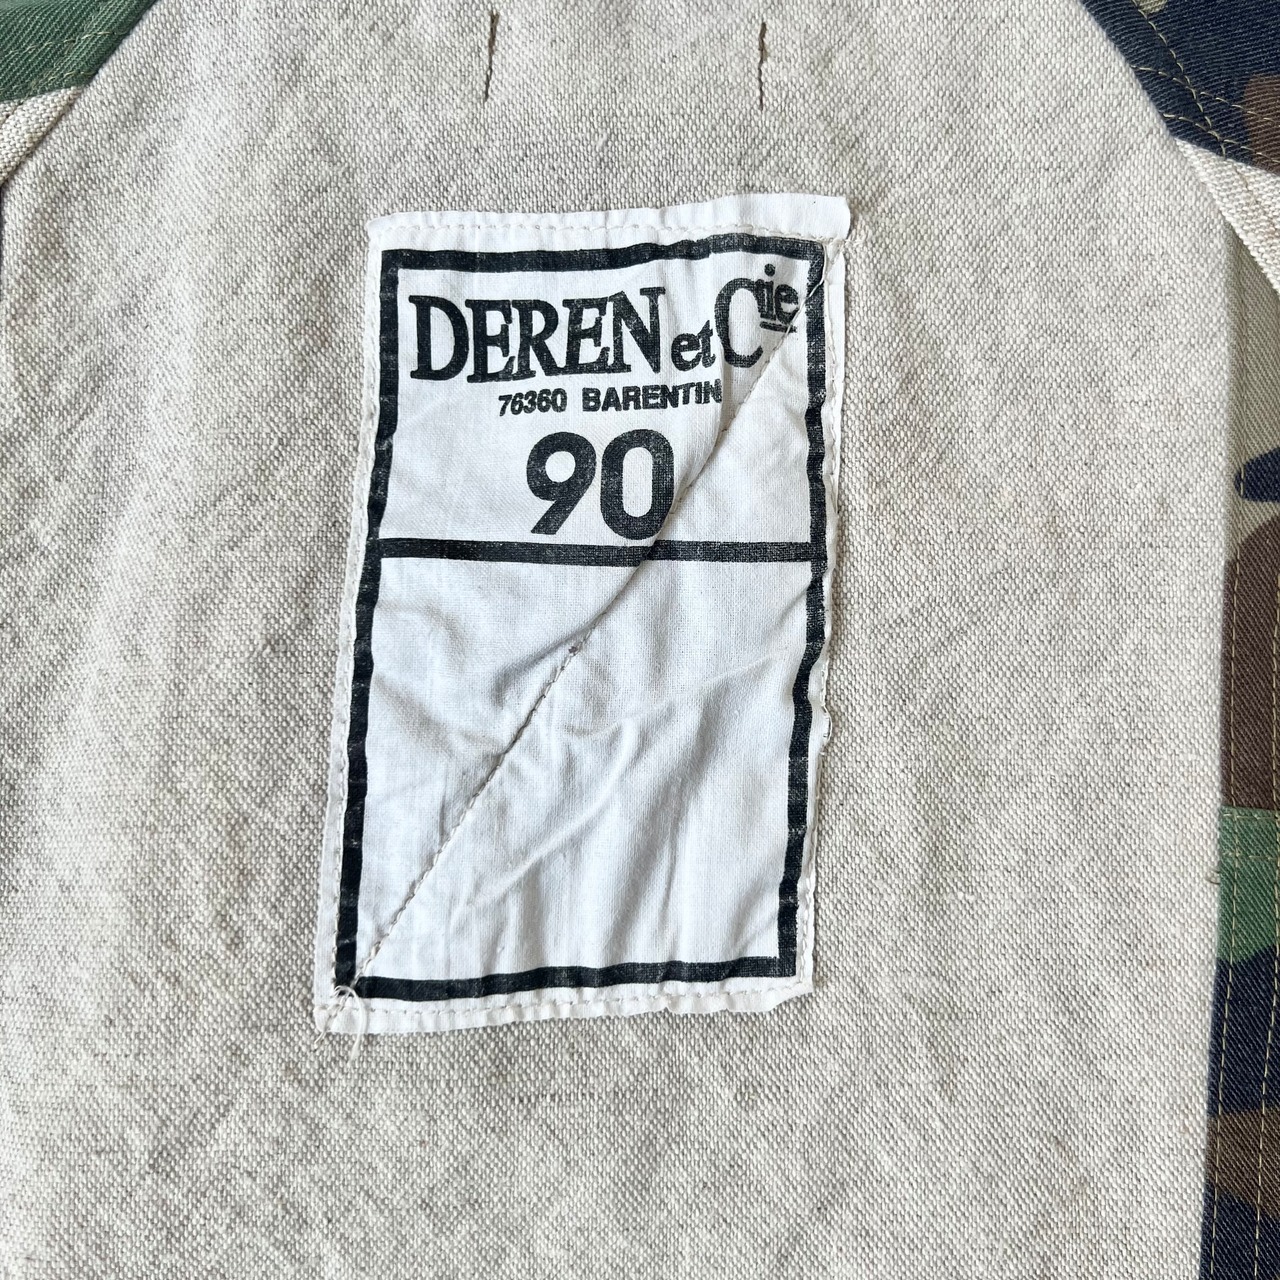 DEREN et Cie
76360 BARENTIN
90